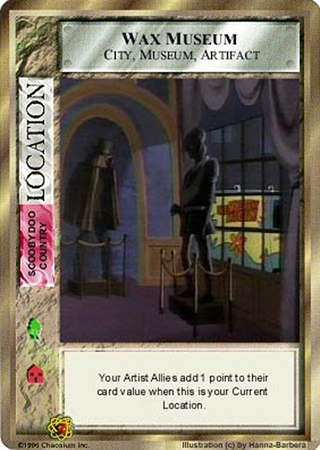 Wax Museum
City, Museum, Artifact
LOCATION
SCOOBYDOO
COUNTRY
Your Artist Allies add 1 point to their
card value when this is your Current
Location.
©1996 Chaosium Inc.
Illustration (c) by Hanna-Barbera